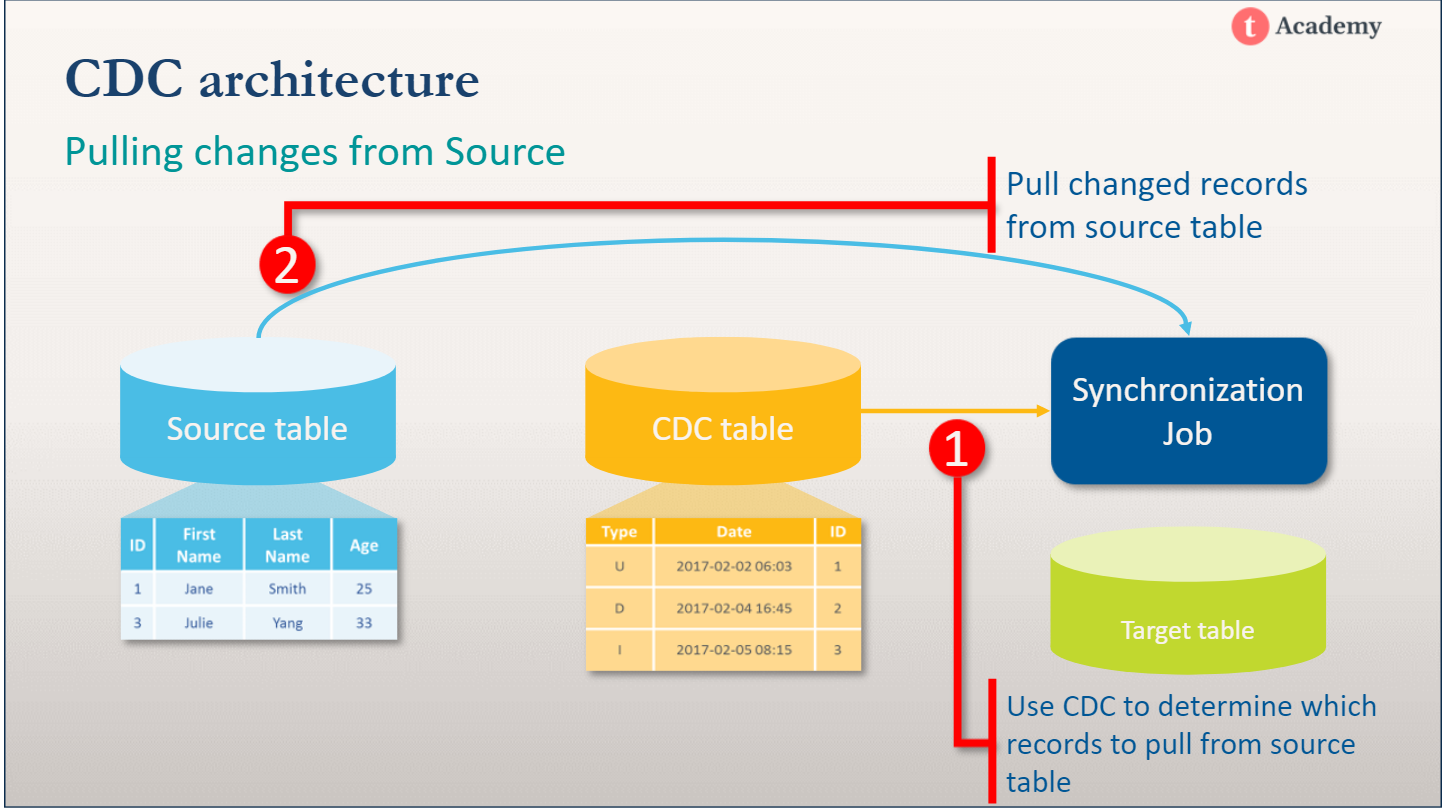 t Academy
CDC architecture
Pulling changes from Source
Pull changed records
from source table
2
Source table
CDC table
Synchronization
Job
1
ID First Name Last Name Age
1 Jane Smith 25
3 Julie Yang 33
Type Date ID
U 2017-02-02 06:03 1
D 2017-02-04 16:45 2
I 2017-02-05 08:15 3
Target table
Use CDC to determine which
records to pull from source
table